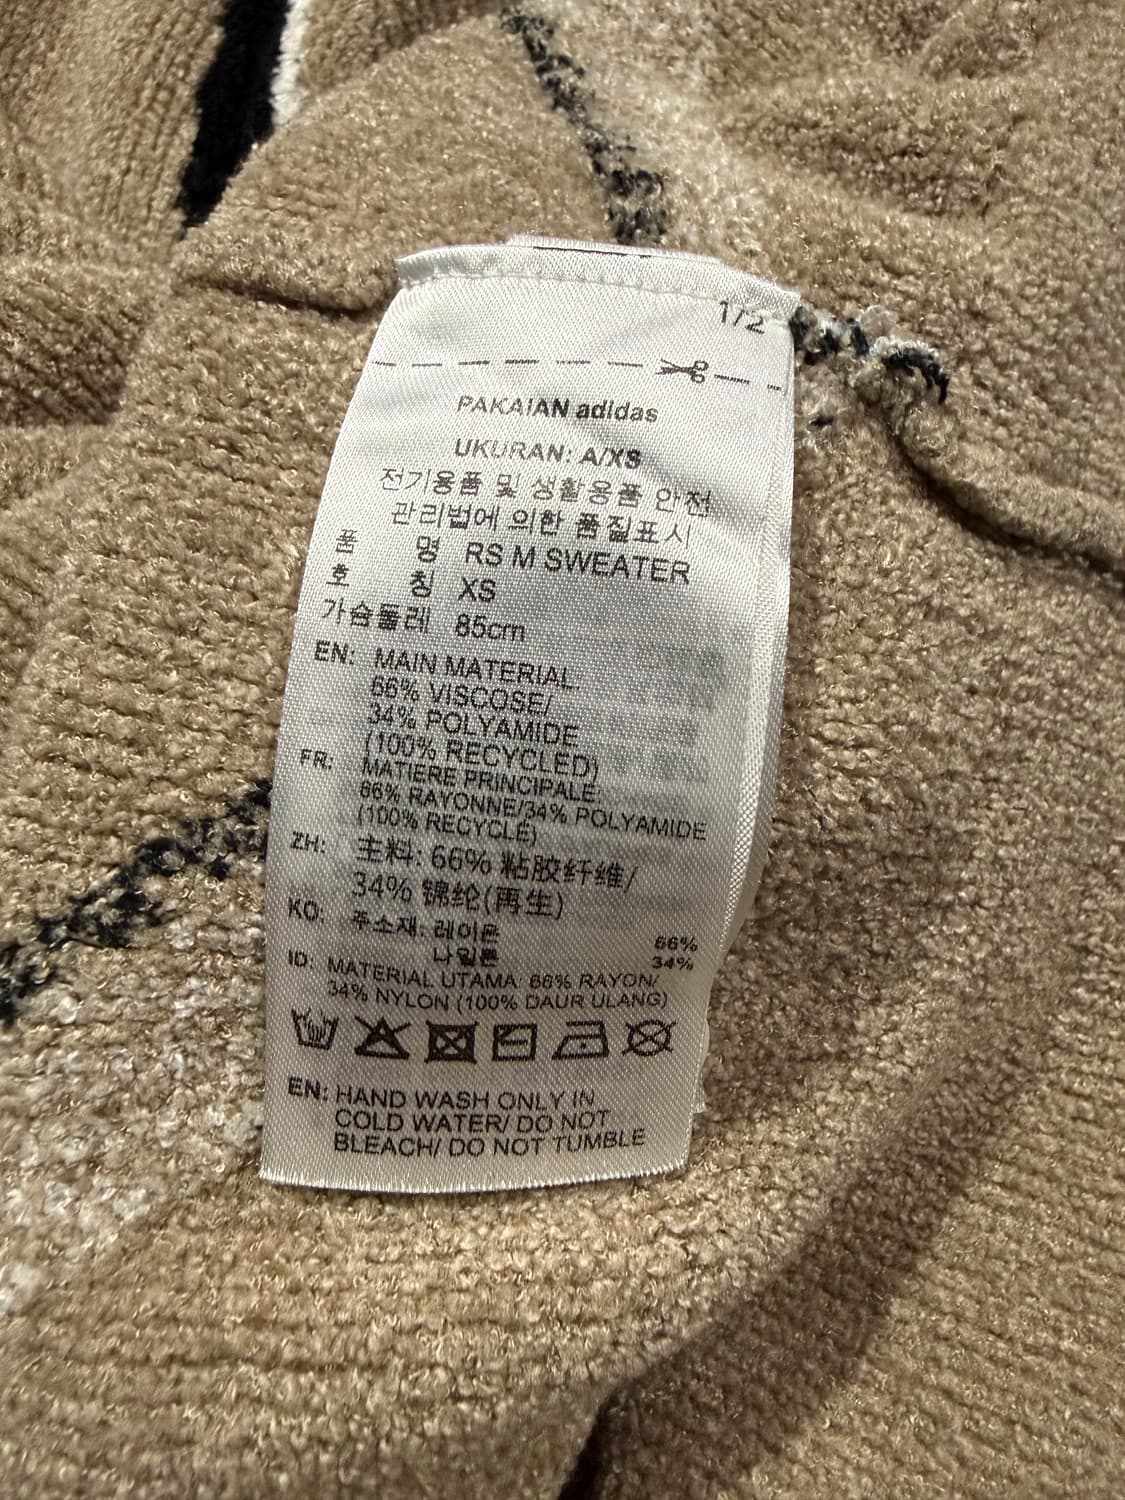 1/2
PAKAIAN adidas
UKURAN: A/XS
전기용품 및 생활용품 안전
관리법에 의한 품질표시
품 명 RS M SWEATER
호 칭 XS
가슴둘레 85cm
EN: MAIN MATERIAL:
66% VISCOSE/
34% POLYAMIDE
(100% RECYCLED)
FR: MATIERE PRINCIPALE:
66% RAYONNE/34% POLYAMIDE
(100% RECYCLÉ)
ZH: 主料: 66% 粘胶纤维/
34% 锦纶(再生)
KO: 주소재: 레이온 66%
나일론 34%
ID: MATERIAL UTAMA: 66% RAYON/
34% NYLON (100% DAUR ULANG)
EN: HAND WASH ONLY IN
COLD WATER/ DO NOT
BLEACH/ DO NOT TUMBLE